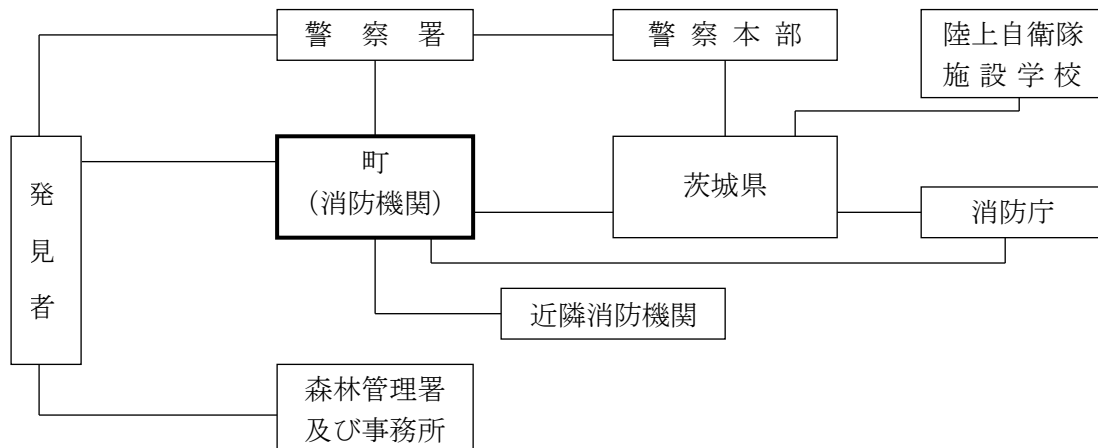 警察署
警察本部
陸上自衛隊
施設学校
発見者
町
(消防機関)
茨城県
消防庁
近隣消防機関
森林管理署
及び事務所